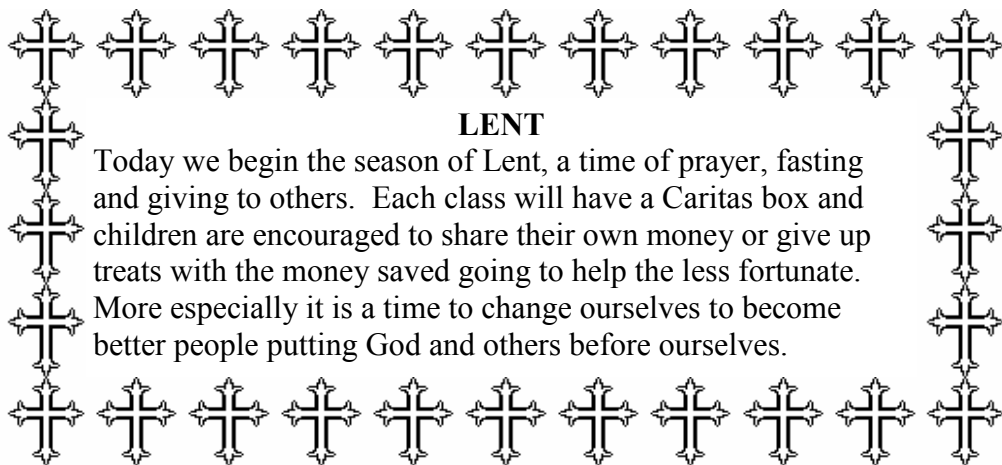 LENT
Today we begin the season of Lent, a time of prayer, fasting
and giving to others.  Each class will have a Caritas box and
children are encouraged to share their own money or give up
treats with the money saved going to help the less fortunate.
More especially it is a time to change ourselves to become
better people putting God and others before ourselves.